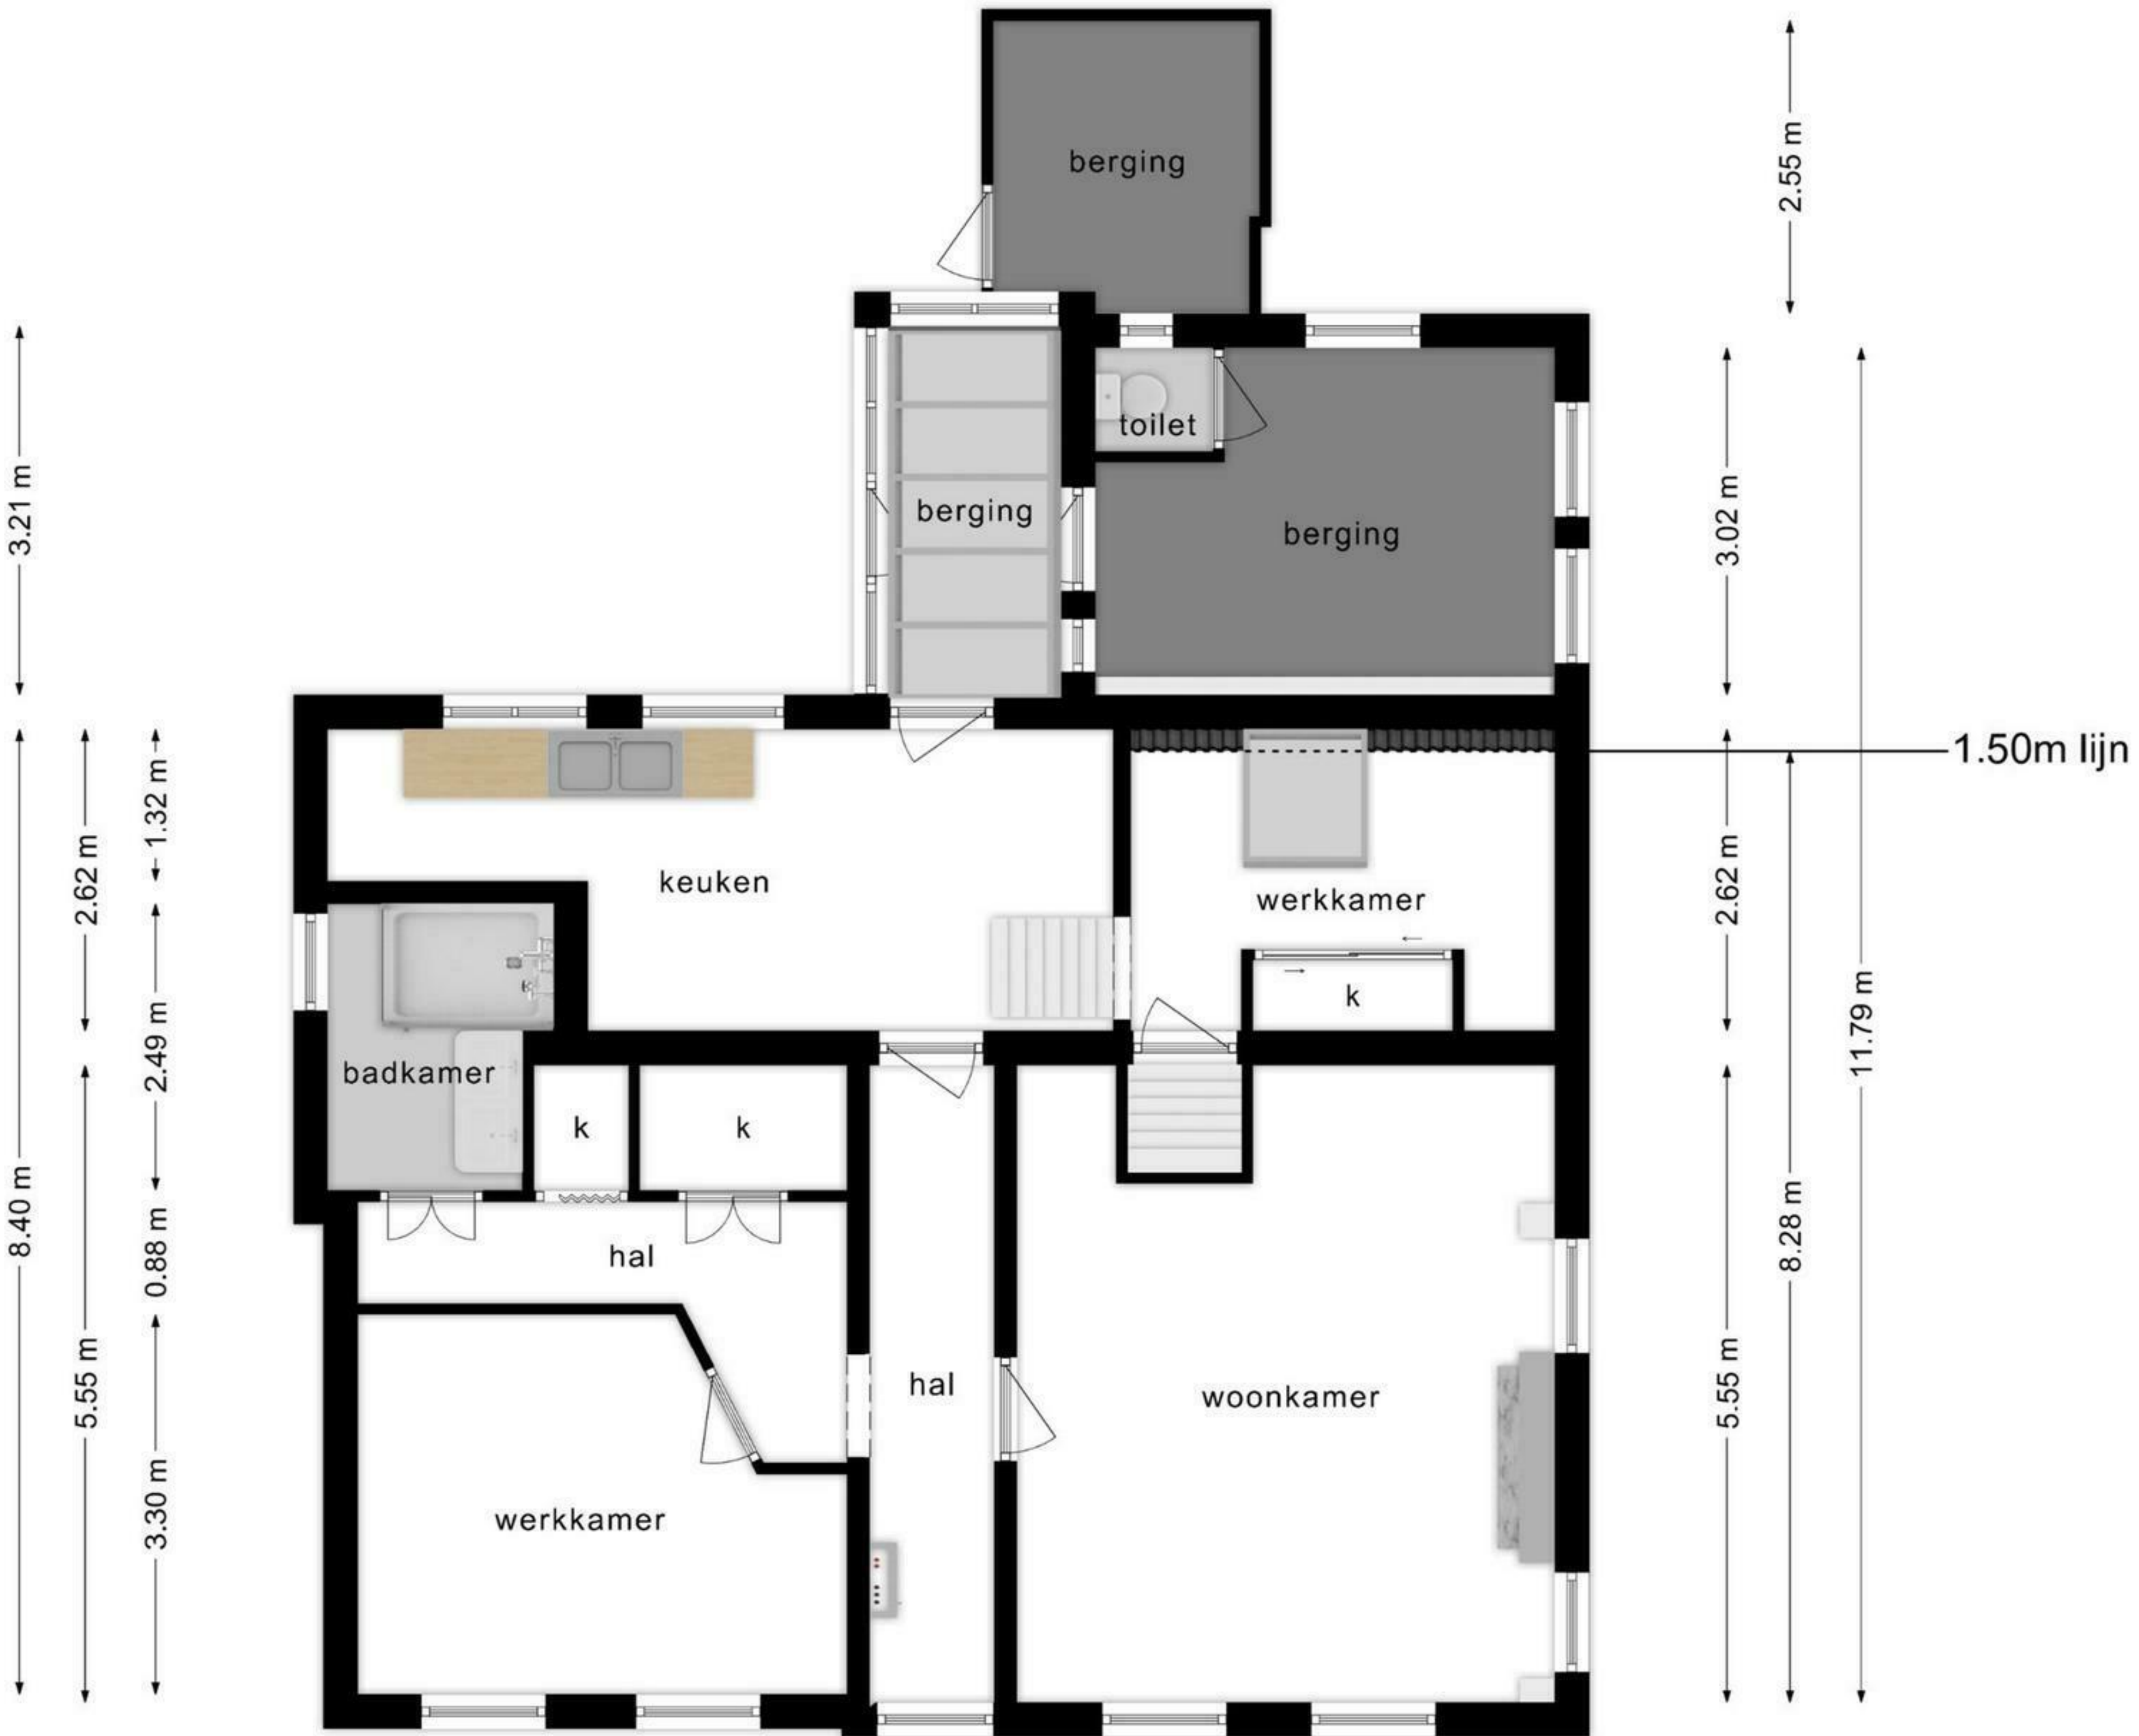 berging
2.55 m
toilet
berging
berging
3.21 m
3.02 m
1.50m lijn
1.32 m
2.62 m
keuken
werkkamer
2.62 m
k
2.49 m
badkamer
k
k
11.79 m
8.40 m
0.88 m
hal
8.28 m
5.55 m
hal
woonkamer
5.55 m
3.30 m
werkkamer